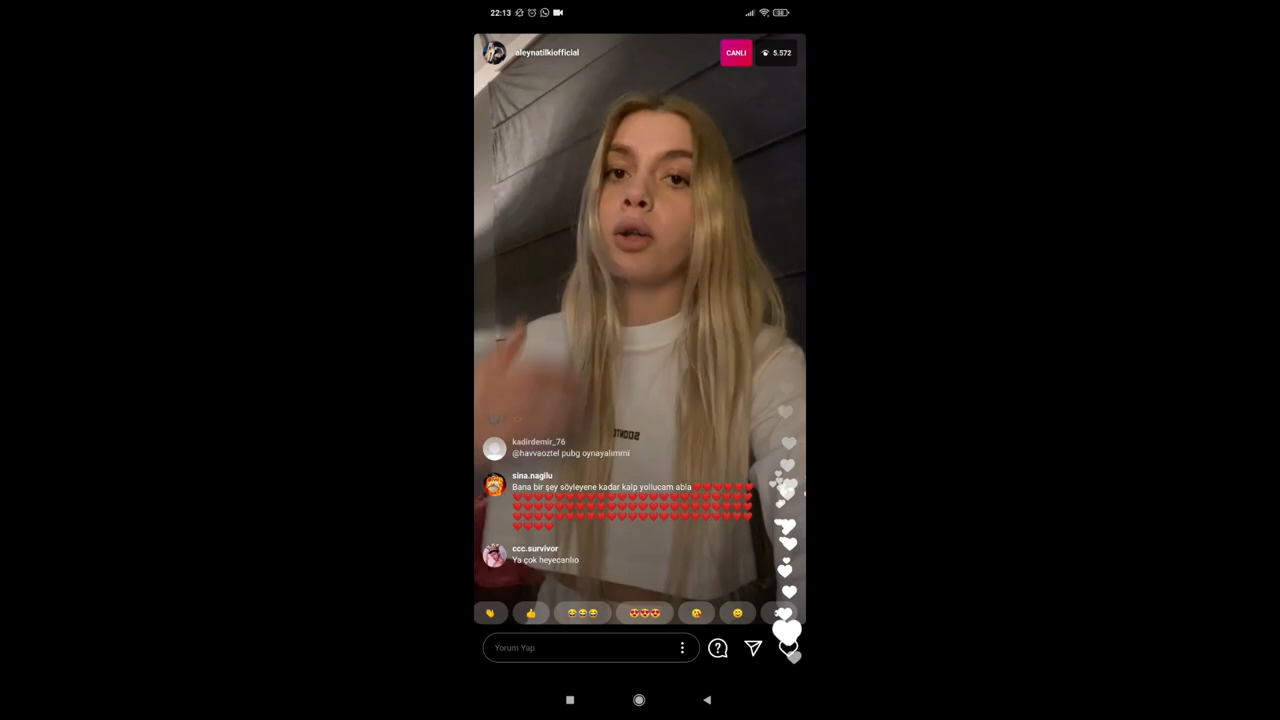 22:13
aleynatilkiofficial
CANLI
5.572
kadirdemir_76
@havvaoztel pubg oynayalımmi
sina.nagilu
Bana bir şey söyleyene kadar kalp yollucam abla
ccc.survivor
Ya çok heyecanlıo
Yorum Yap